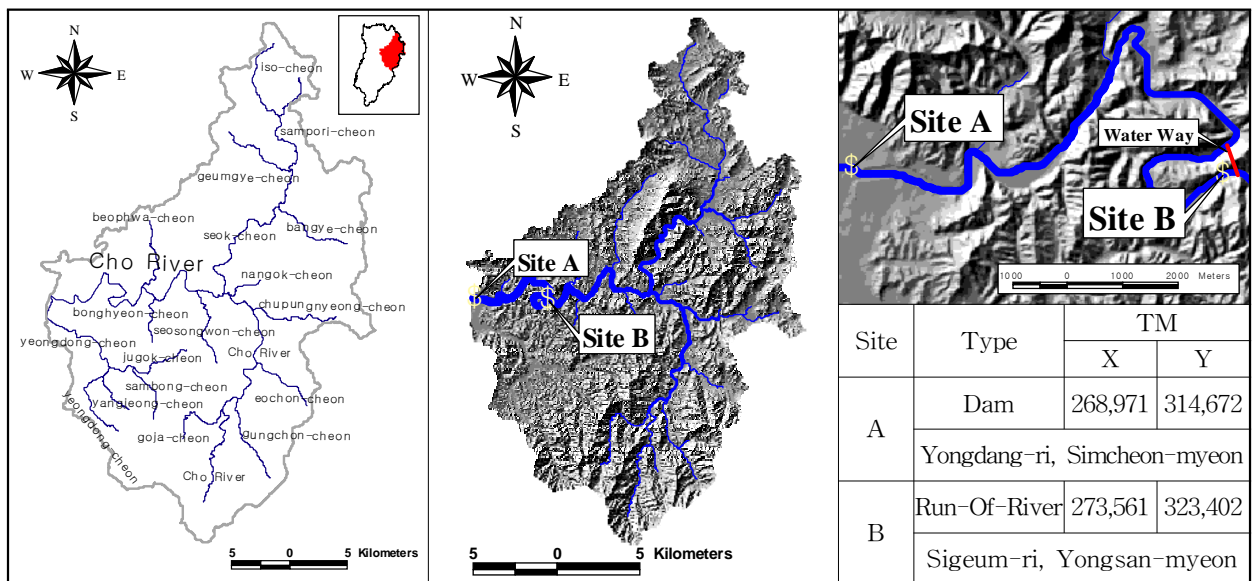 N
W E
S
iso-cheon
sampori-cheon
geumgye-cheon
beophwa-cheon
bangye-cheon
seok-cheon
Cho River
nangok-cheon
chupungnyeong-cheon
bonghyeon-cheon
seosongwon-cheon
yeongdong-cheon
jugok-cheon
Cho River
sambong-cheon
yangjeong-cheon
eochon-cheon
yeongdong-cheon
goja-cheon
gungchon-cheon
Cho River
5 0 5 Kilometers
N
W E
S
Site A
Site B
5 0 5 Kilometers
Site A
Water Way
Site B
1000 0 1000 2000 Meters
Site Type TM
X Y
A Dam 268,971 314,672
Yongdang-ri, Simcheon-myeon
B Run-Of-River 273,561 323,402
Sigeum-ri, Yongsan-myeon